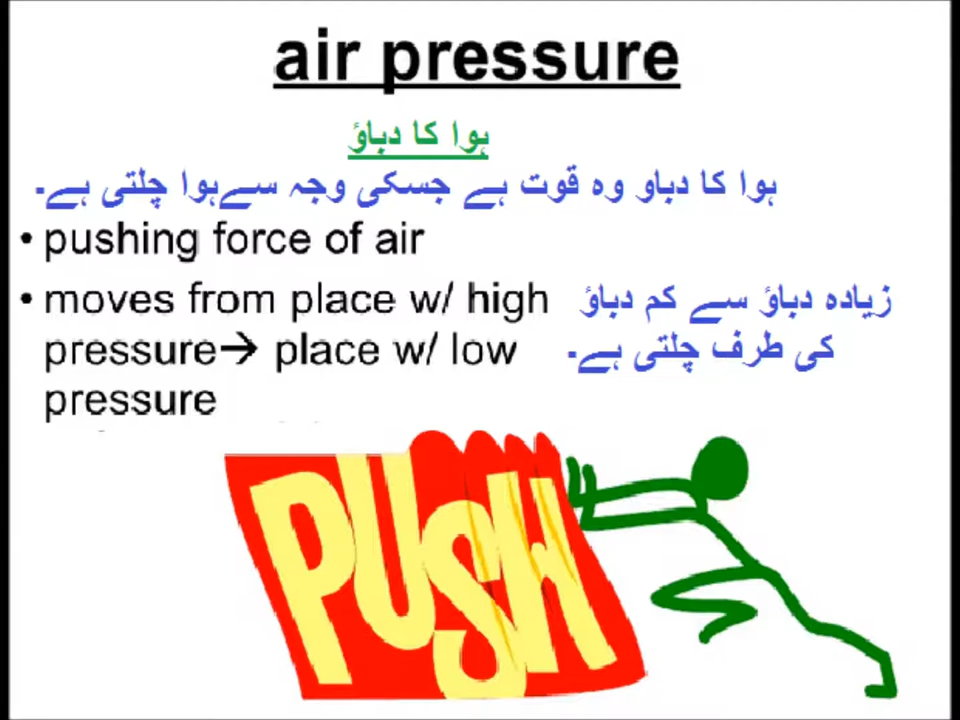 air pressure
ہوا کا دباؤ
ہوا کا دباو وہ قوت ہے جسکی وجہ سےہوا چلتی ہے۔
• pushing force of air
• moves from place w/ high
زیادہ دباؤ سے کم دباؤ
pressure→ place w/ low
کی طرف چلتی ہے۔
pressure
PUSH